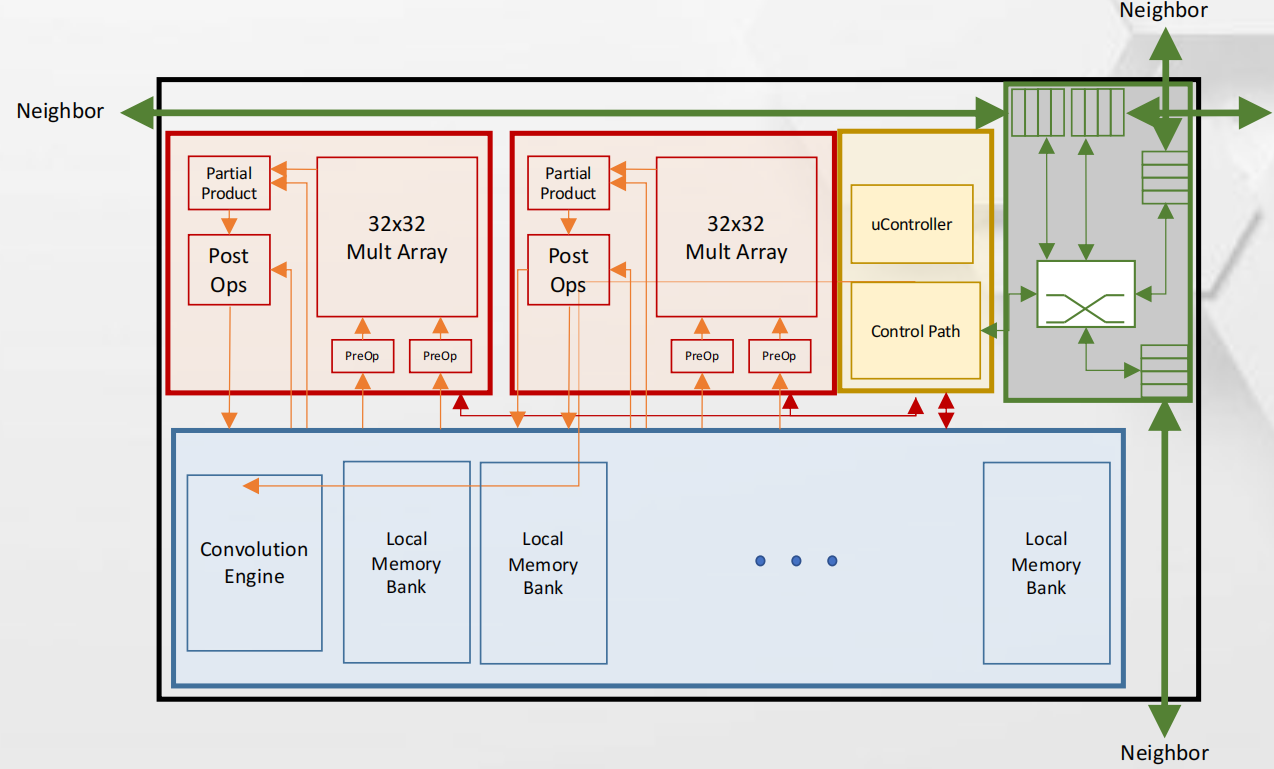 Neighbor
Neighbor
Partial
Product
32x32
Mult Array
Post
Ops
PreOp
PreOp
Partial
Product
32x32
Mult Array
Post
Ops
PreOp
PreOp
uController
Control Path
Convolution
Engine
Local
Memory
Bank
Local
Memory
Bank
Local
Memory
Bank
Neighbor